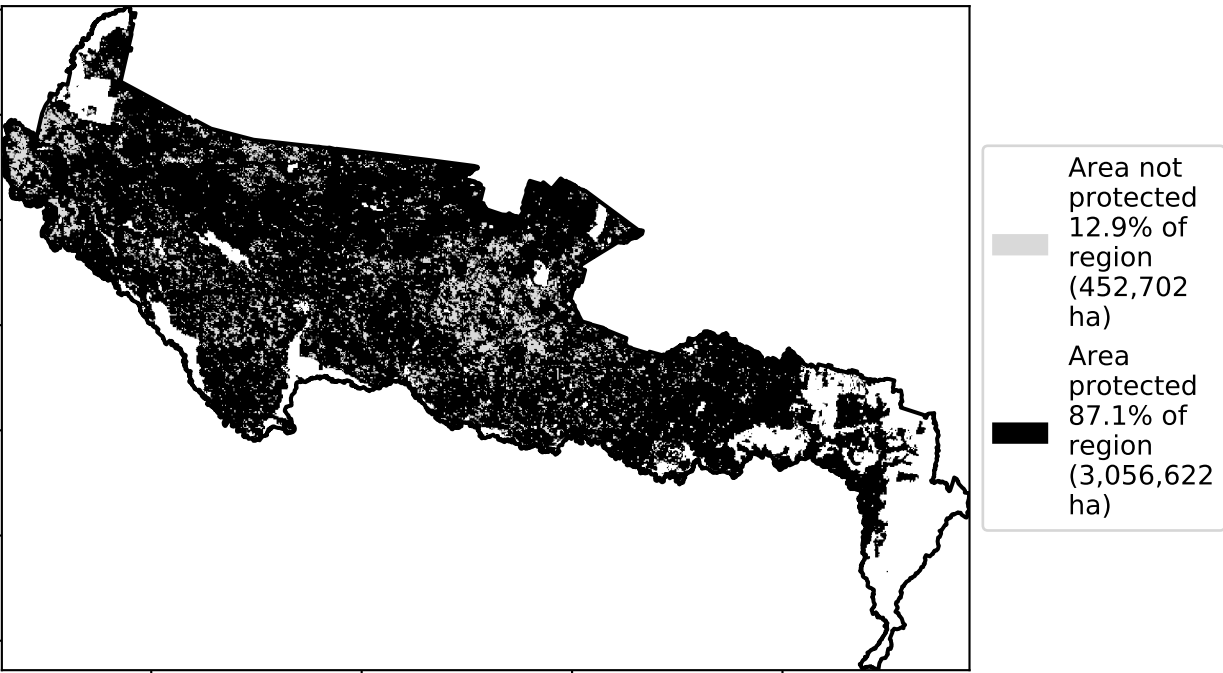 Area not
protected
12.9% of
region
(452,702
ha)
Area
protected
87.1% of
region
(3,056,622
ha)